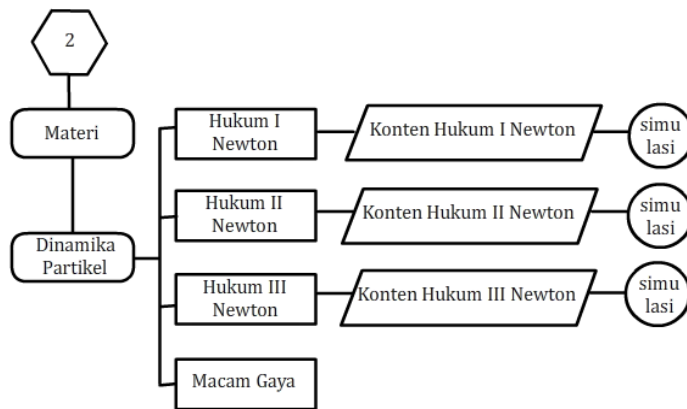 2
Materi
Hukum I
Newton
Konten Hukum I Newton
simu
lasi
Hukum II
Newton
Konten Hukum II Newton
simu
lasi
Dinamika
Partikel
Hukum III
Newton
Konten Hukum III Newton
simu
lasi
Macam Gaya